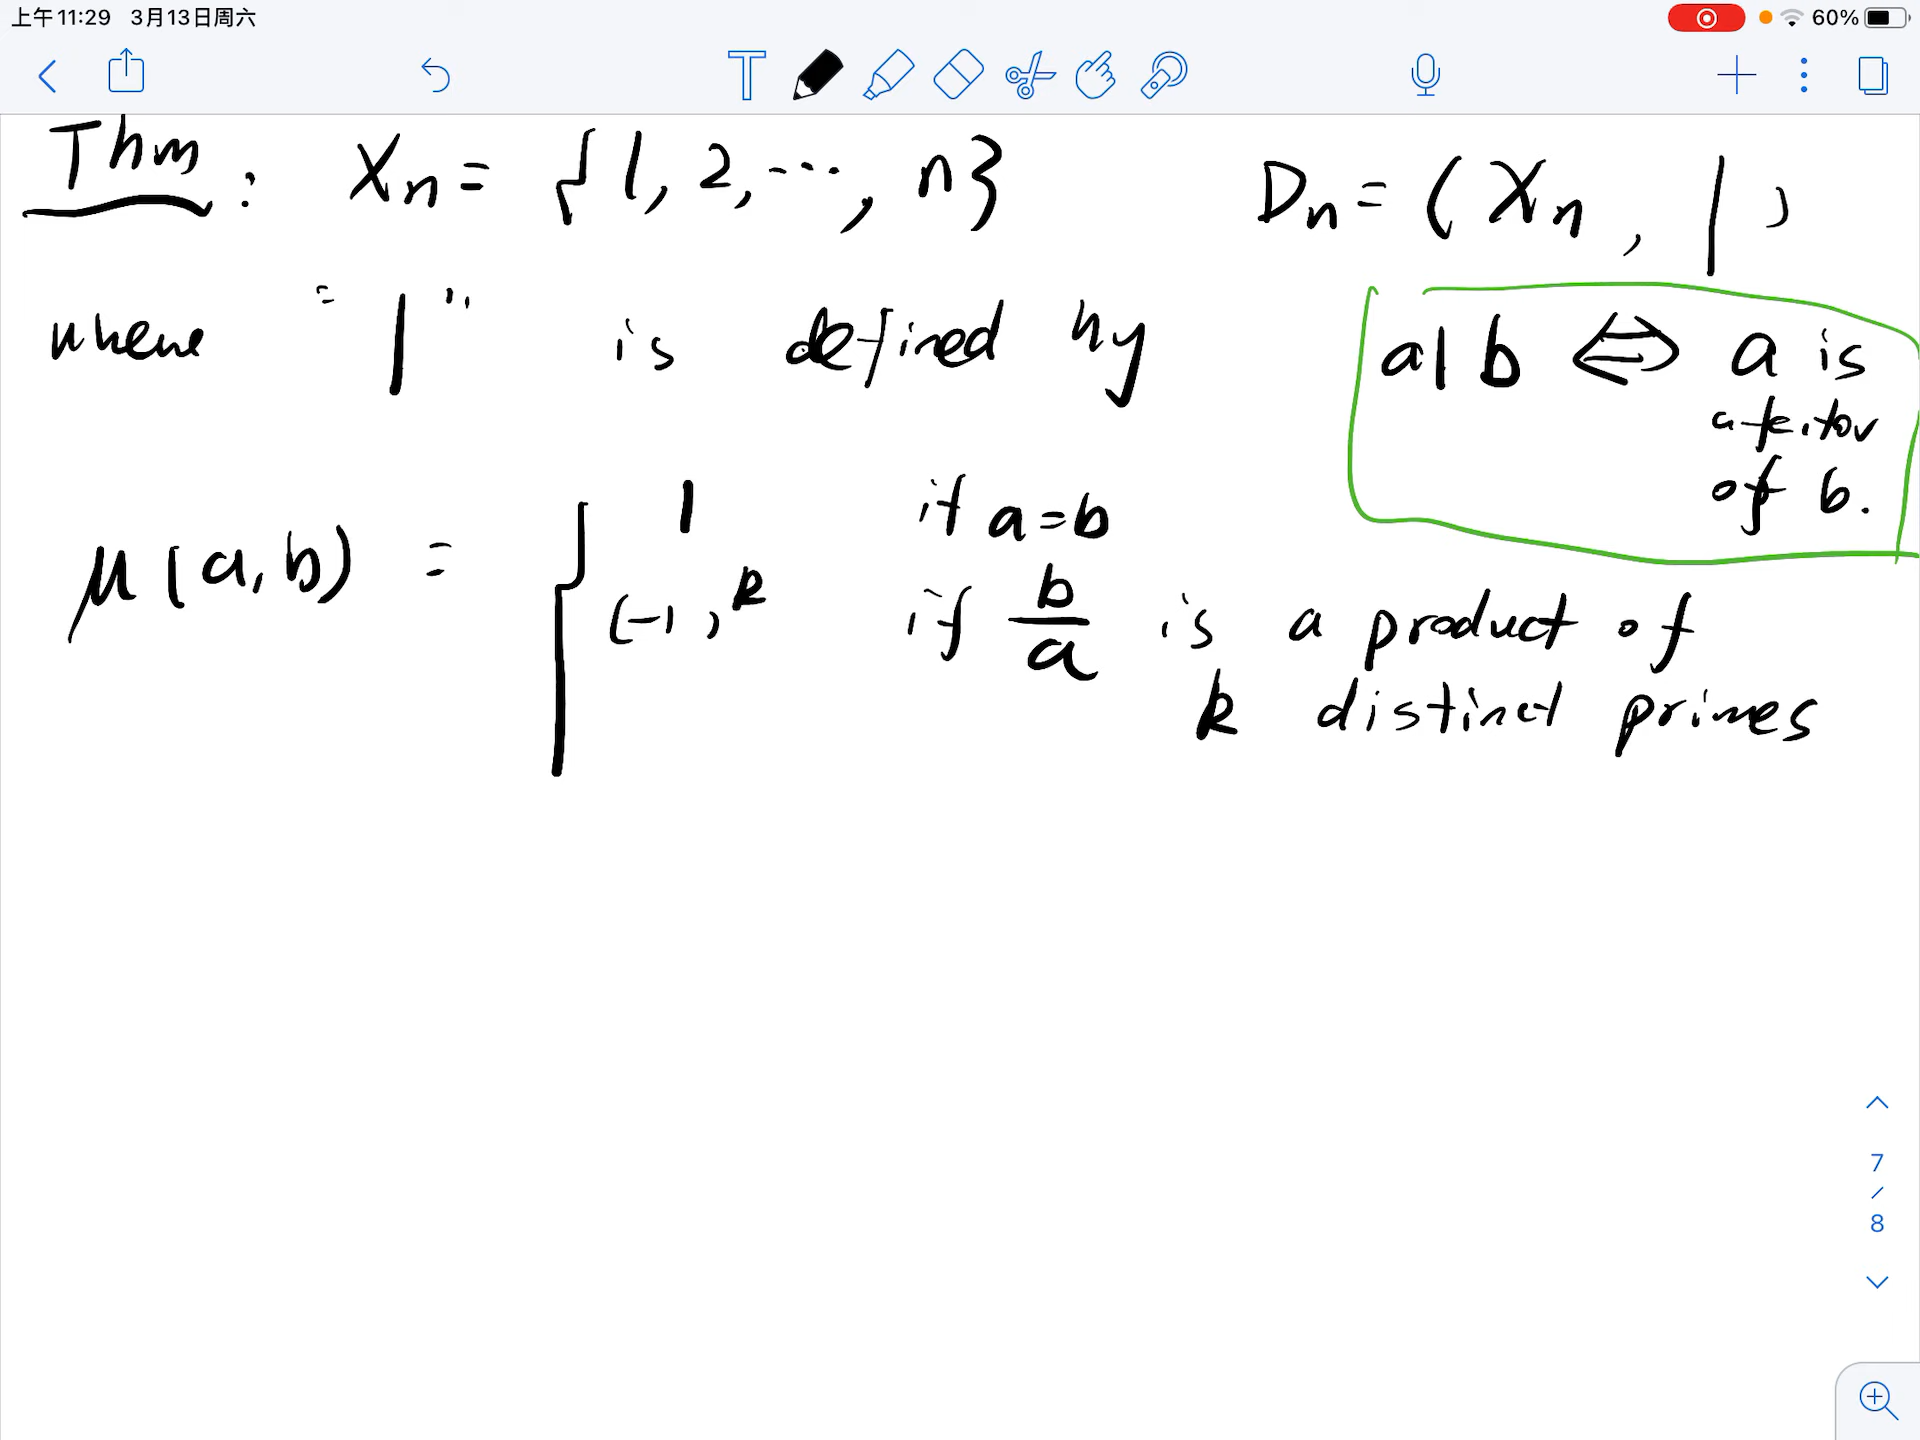 上午11:29 3月13日周六 60%
Thm: Xn = {1, 2, ..., n} Dn = (Xn, |)
where "|" is defined by a|b ⇔ a is
a factor
of b.
μ(a,b) = { 1 if a=b
(-1)^k if b/a is a product of
k distinct primes
7
/
8